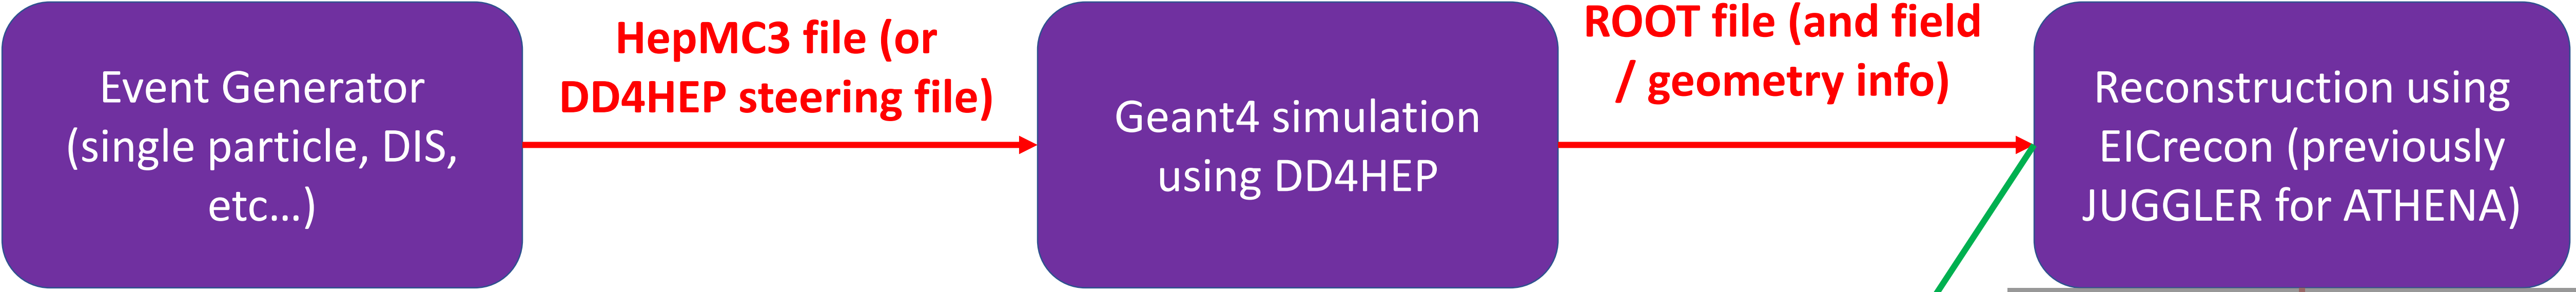 Event Generator
(single particle, DIS,
etc…)
HepMC3 file (or
DD4HEP steering file)
Geant4 simulation
using DD4HEP
ROOT file (and field
/ geometry info)
Reconstruction using
EICrecon (previously
JUGGLER for ATHENA)